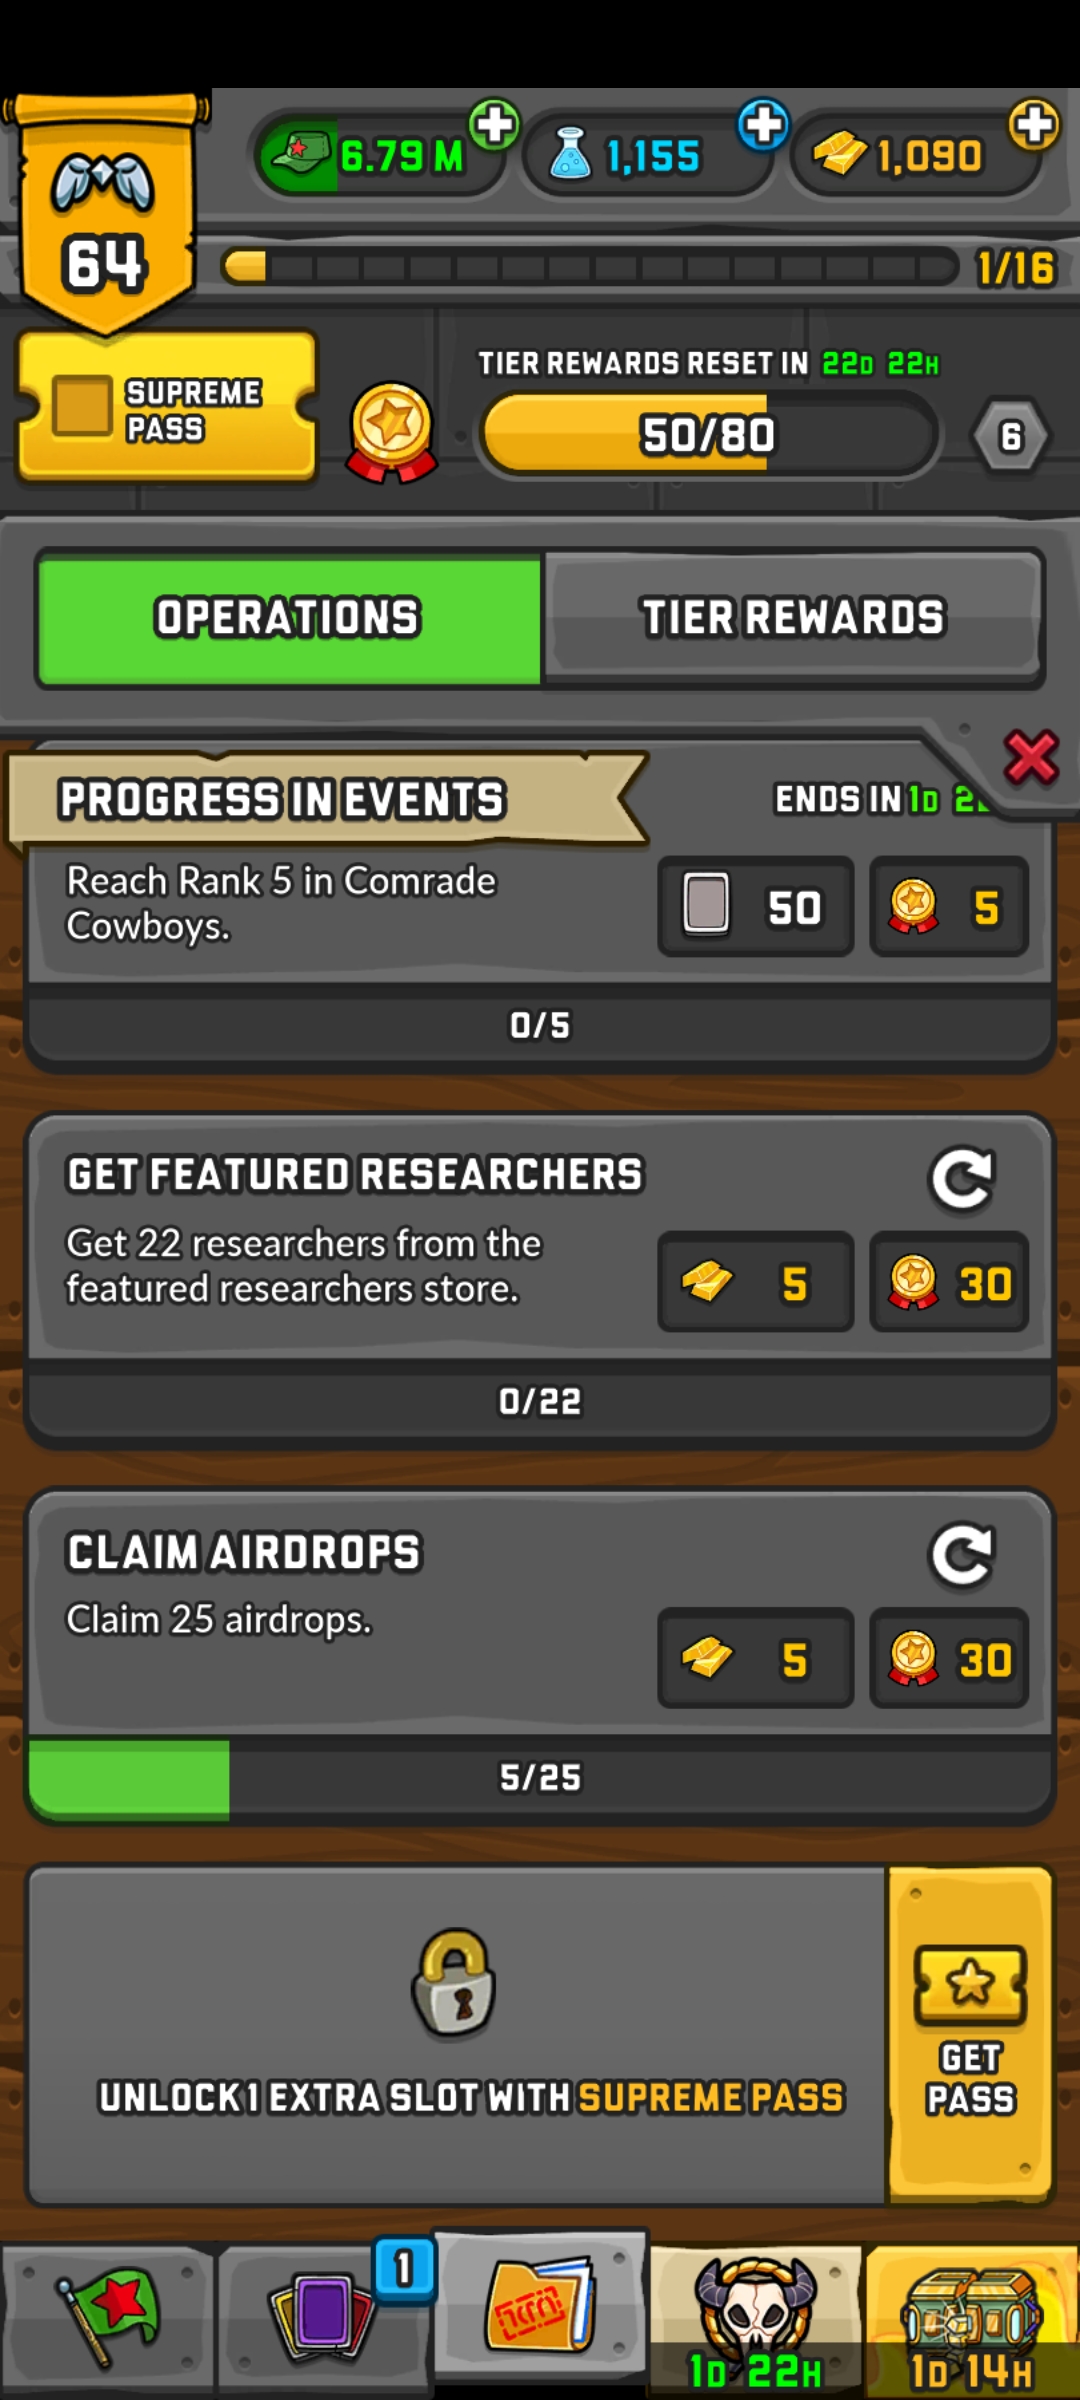 6.79 M
1,155
1,090
64
1/16
SUPREME
PASS
TIER REWARDS RESET IN 22D 22H
50/80
6
OPERATIONS
TIER REWARDS
PROGRESS IN EVENTS
ENDS IN 1D
Reach Rank 5 in Comrade
Cowboys.
50
5
0/5
GET FEATURED RESEARCHERS
Get 22 researchers from the
featured researchers store.
5
30
0/22
CLAIM AIRDROPS
Claim 25 airdrops.
5
30
5/25
UNLOCK 1 EXTRA SLOT WITH SUPREME PASS
GET
PASS
1
1D 22H
1D 14H